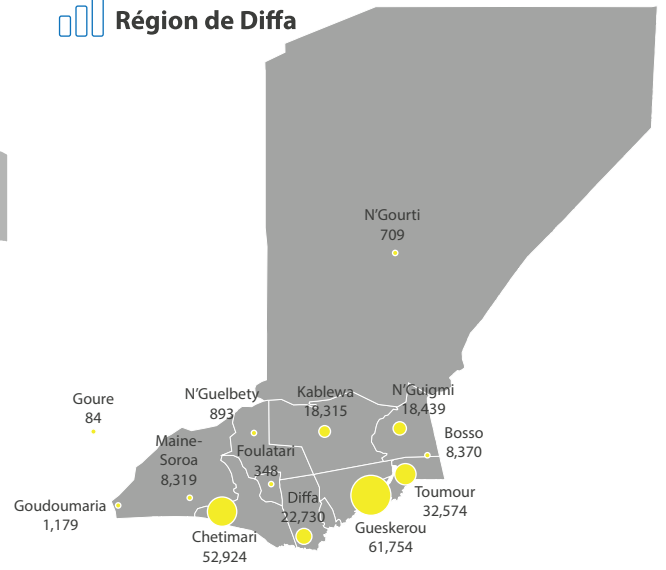 Région de Diffa
N'Gourti
709
Goure
84
N'Guelbety
893
Kablewa
18,315
N'Guigmi
18,439
Maine-
Soroa
8,319
Foulatari
348
Bosso
8,370
Goudoumaria
1,179
Diffa
22,730
Toumour
32,574
Chetimari
52,924
Gueskerou
61,754